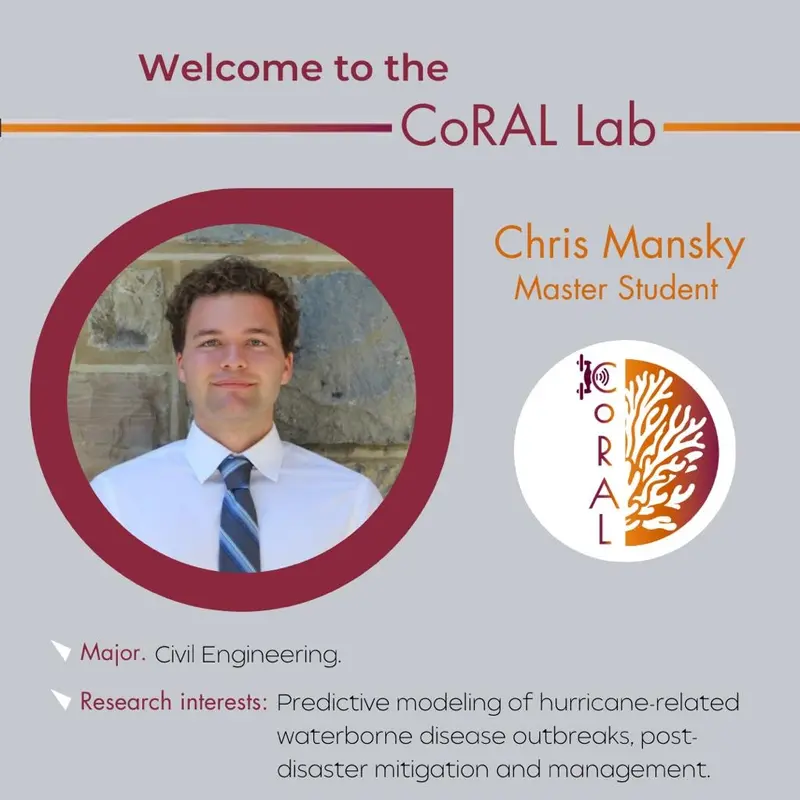 Welcome to the
CoRAL Lab
Chris Mansky
Master Student
CoRAL
Major. Civil Engineering.
Research interests: Predictive modeling of hurricane-related
waterborne disease outbreaks, post-
disaster mitigation and management.